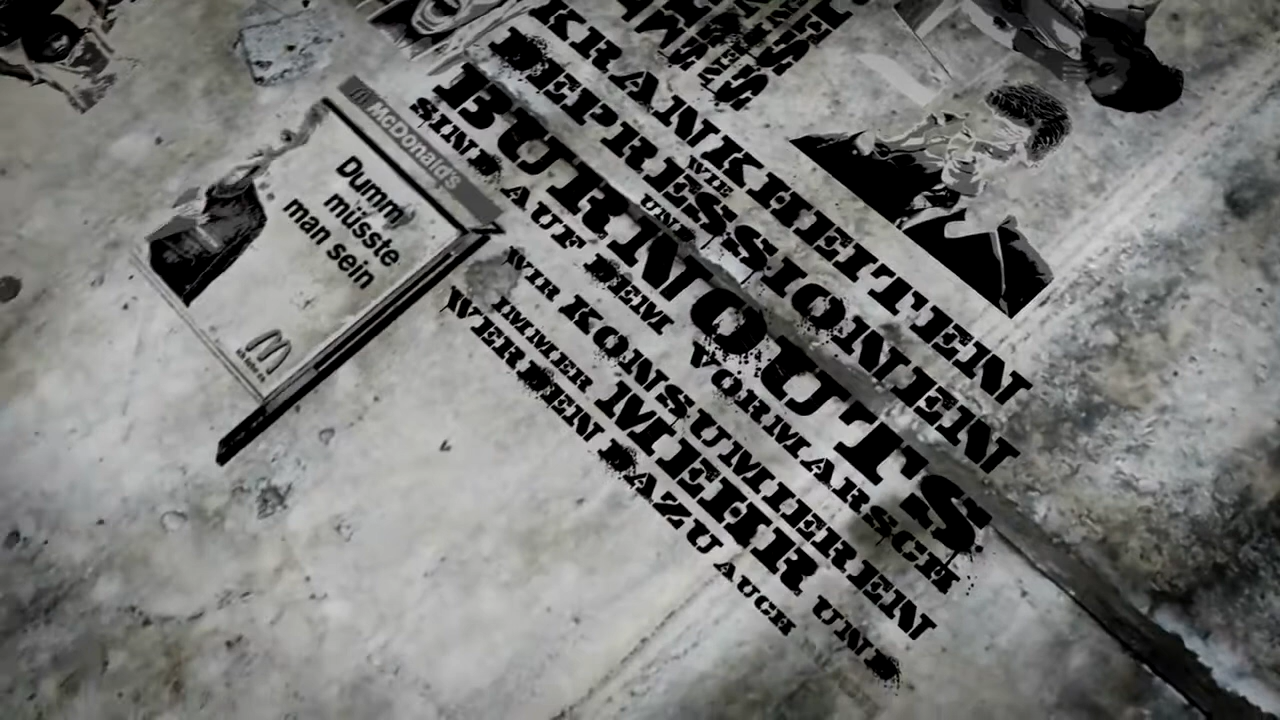 KRANKHEITEN
WIE
DEPRESSIONEN
UND
BURNOUTS
SIND AUF DEM VORMARSCH
WIR KONSUMIEREN
IMMER MEHR UND
WERDEN DAZU AUCH
McDonald's
Dumm
müsste
man sein